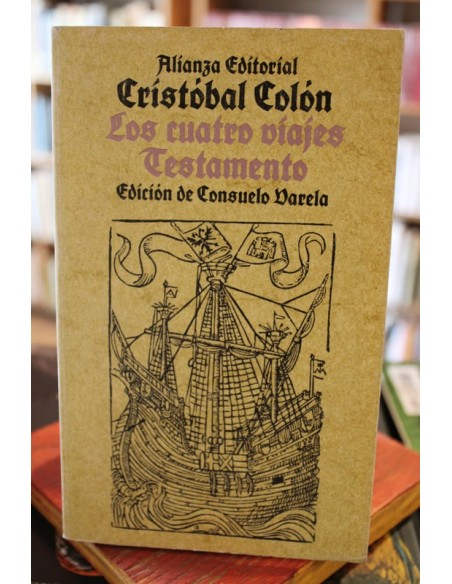 Alianza Editorial
Cristóbal Colón
Los cuatro viajes
Testamento
Edición de Consuelo Varela